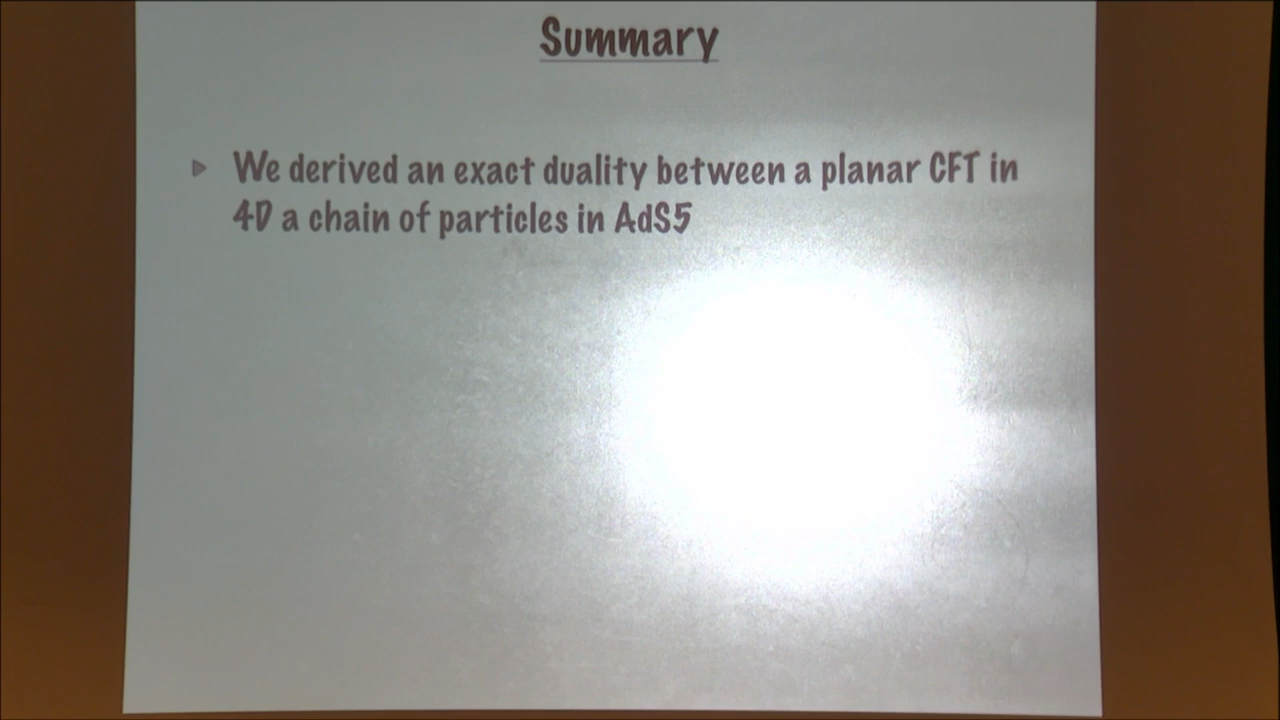 Summary
We derived an exact duality between a planar CFT in
4D a chain of particles in AdS5